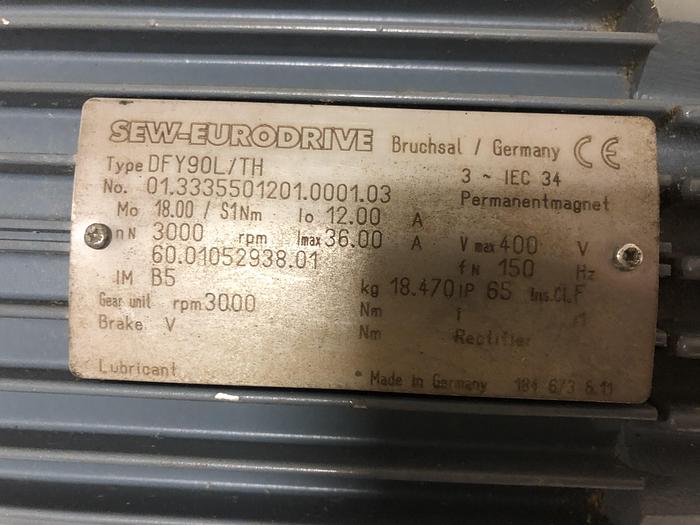 SEW-EURODRIVE Bruchsal / Germany CE
Type DFY90L/TH 3 ~ IEC 34
No. 01.3335501201.0001.03 Permanentmagnet
Mo 18.00 / S1Nm Io 12.00 A
nN 3000 rpm Imax 36.00 A Vmax 400 V
60.01052938.01 fN 150 Hz
IM B5 kg 18.470 IP 65 Ins.Cl. F
Gear unit rpm 3000 Nm i
Brake V Nm Rectifier
Lubricant Made in Germany